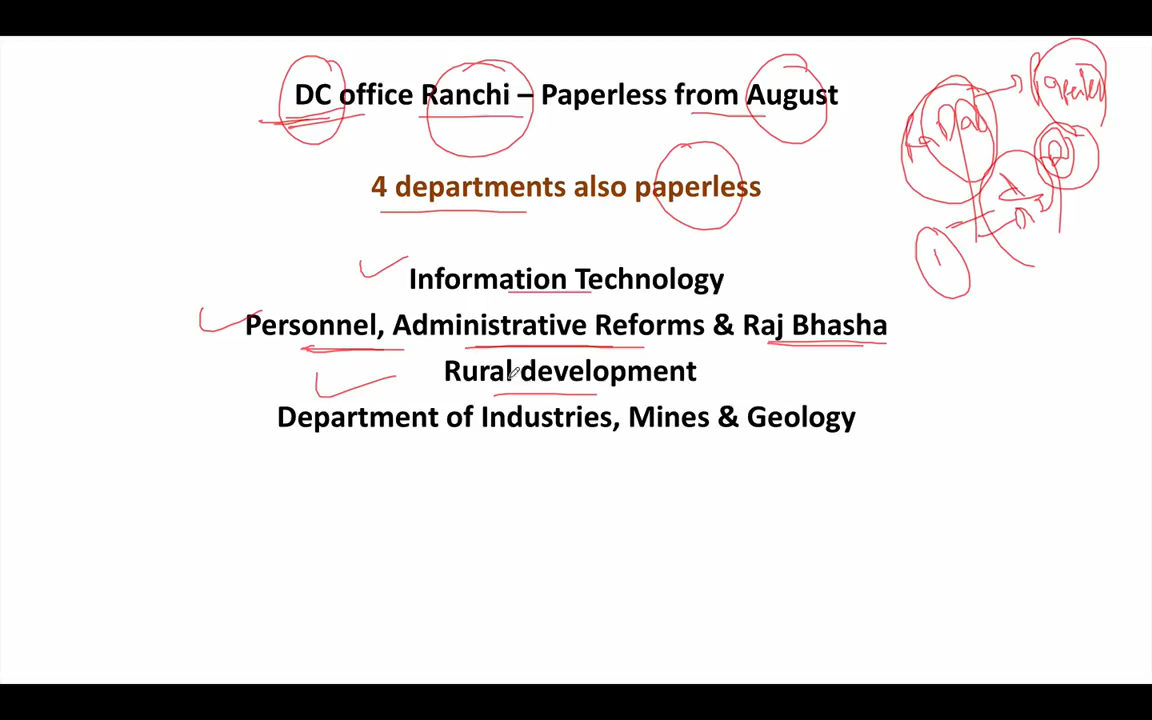 DC office Ranchi – Paperless from August
4 departments also paperless
Information Technology
Personnel, Administrative Reforms & Raj Bhasha
Rural development
Department of Industries, Mines & Geology